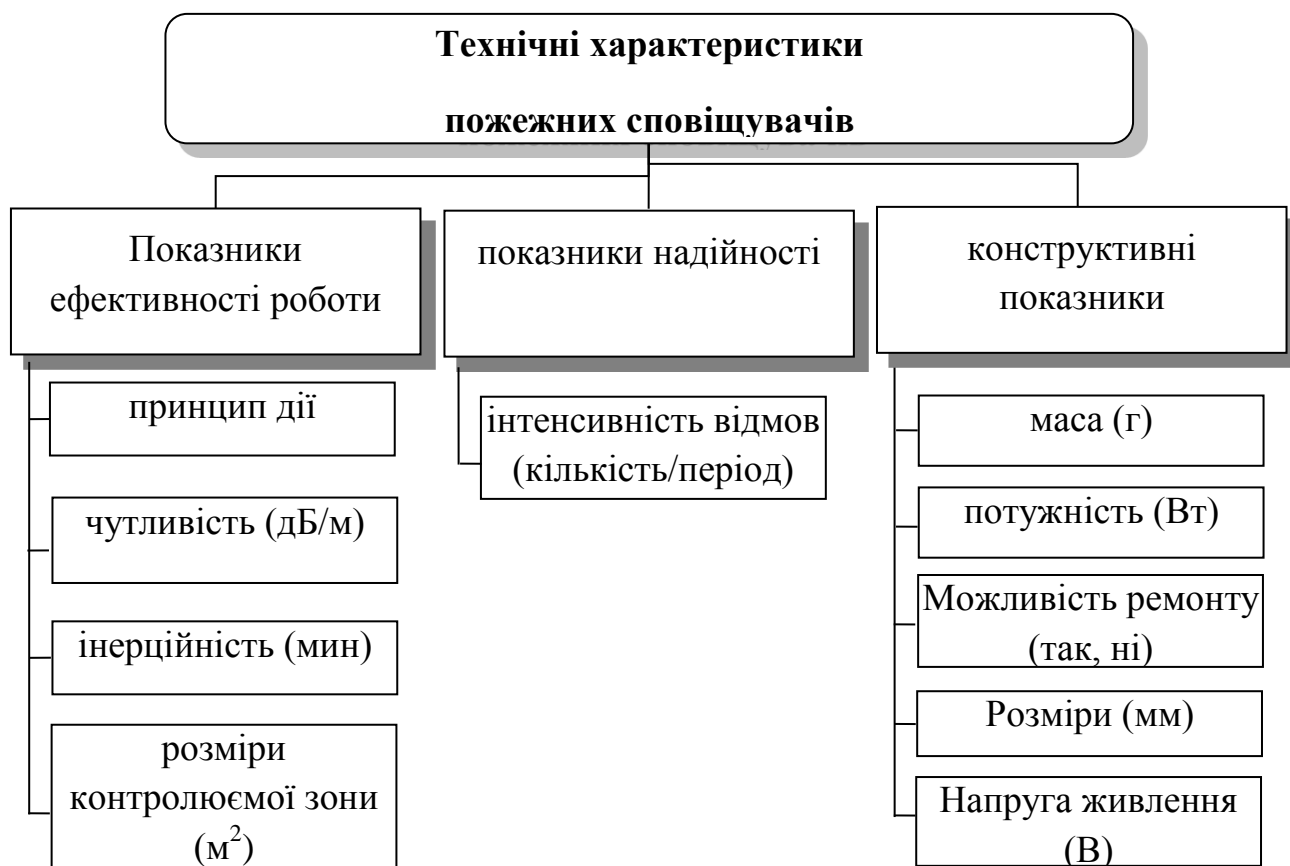 Технічні характеристики
пожежних сповіщувачів
Показники
ефективності роботи
принцип дії
чутливість (дБ/м)
інерційність (мин)
розміри
контролюємої зони
(м²)
показники надійності
інтенсивність відмов
(кількість/період)
конструктивні
показники
маса (г)
потужність (Вт)
Можливість ремонту
(так, ні)
Розміри (мм)
Напруга живлення
(В)